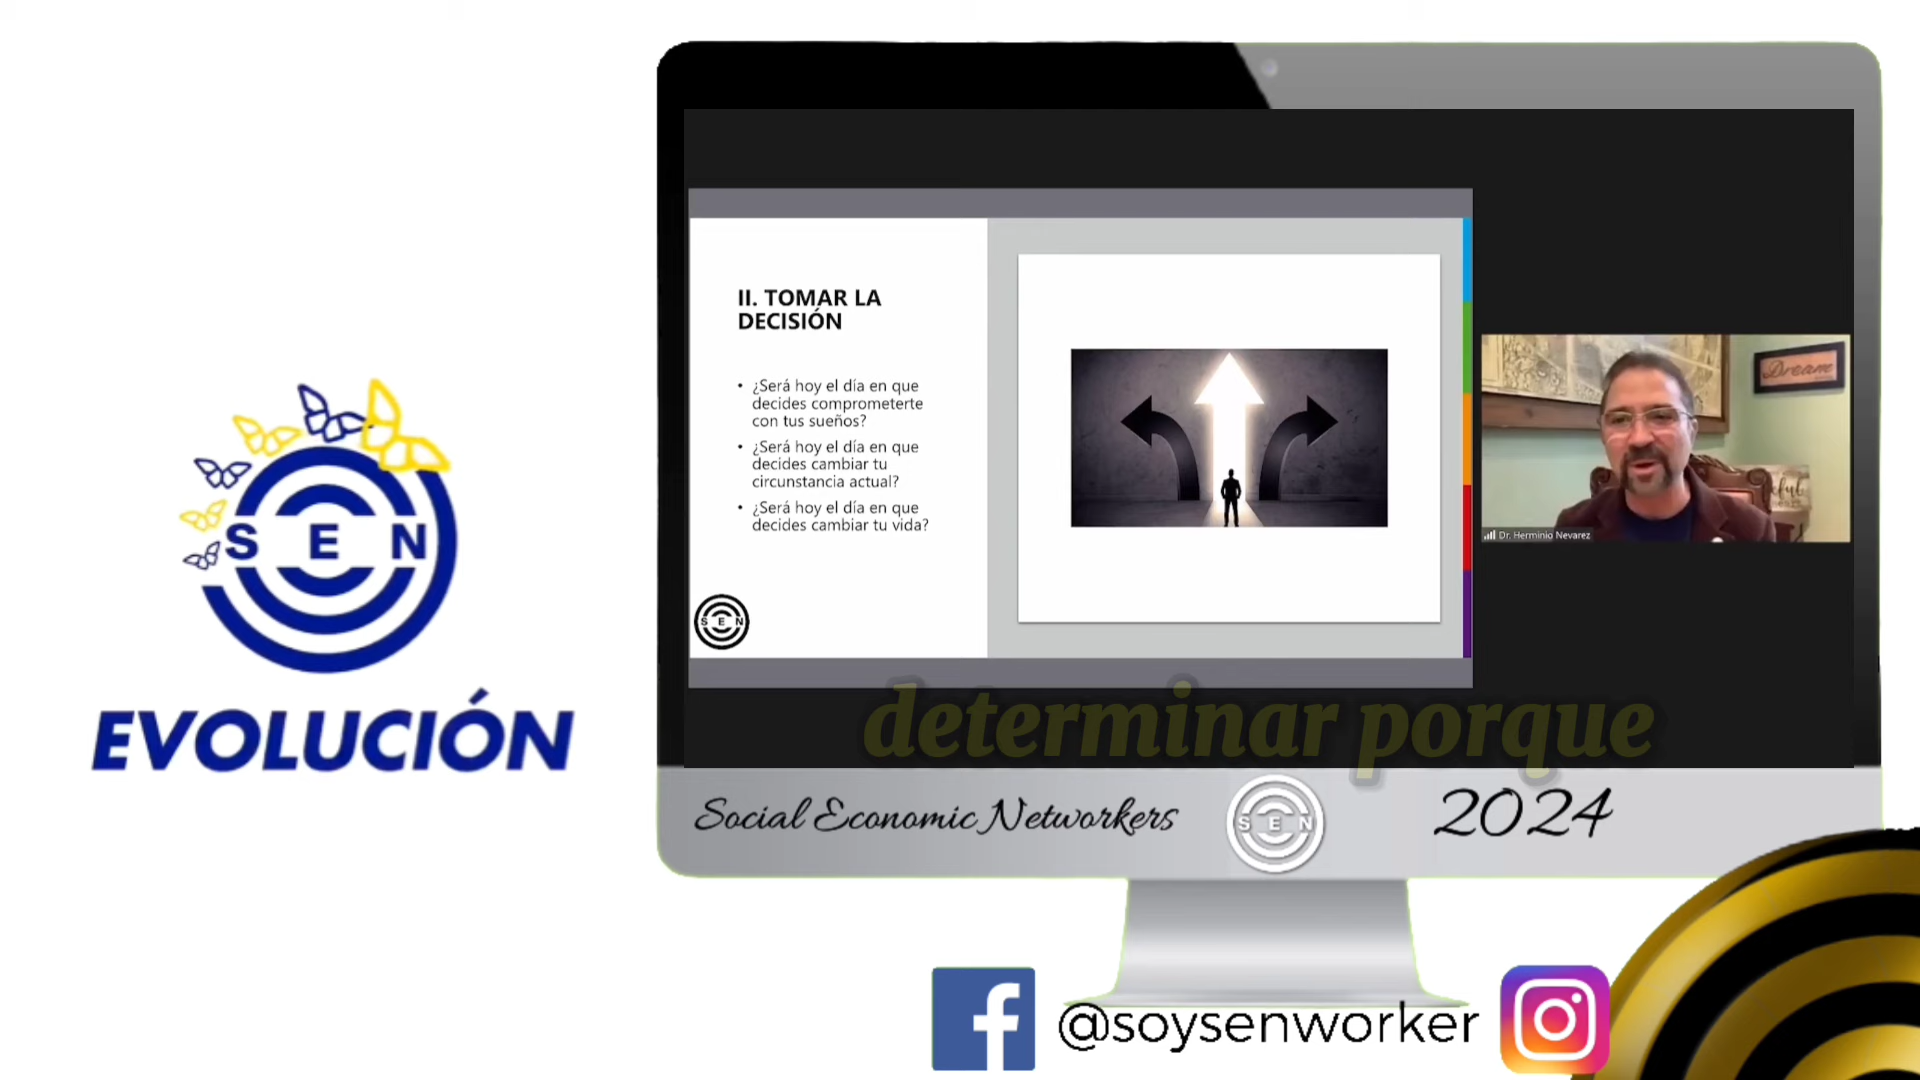 S E N
EVOLUCIÓN
II. TOMAR LA
DECISIÓN
• ¿Será hoy el día en que
decides comprometerte
con tus sueños?
• ¿Será hoy el día en que
decides cambiar tu
circunstancia actual?
• ¿Será hoy el día en que
decides cambiar tu vida?
S E N
Dream
Dr. Herminio Nevarez
determinar porque
Social Economic Networkers
S E N
2024
@soysenworker